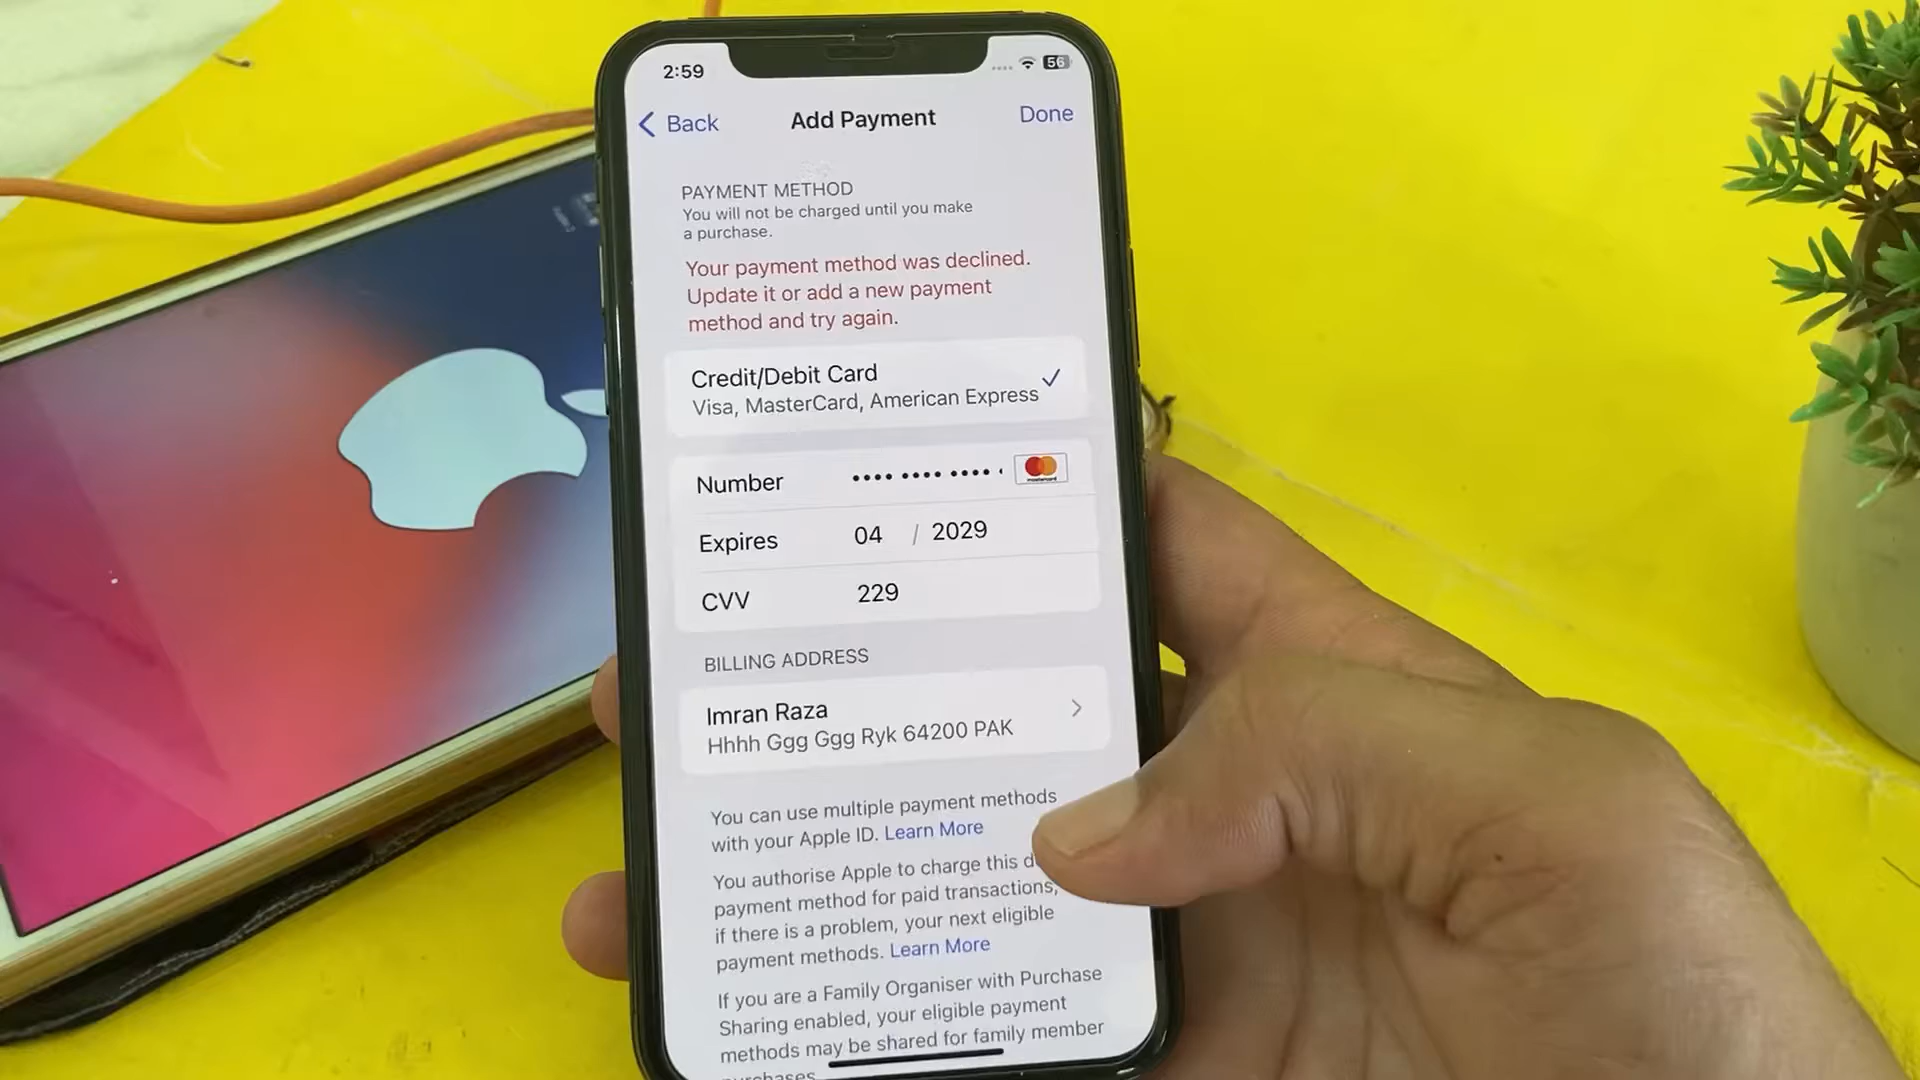 2:59
56
Back
Add Payment
Done
PAYMENT METHOD
You will not be charged until you make
a purchase.
Your payment method was declined.
Update it or add a new payment
method and try again.
Credit/Debit Card
Visa, MasterCard, American Express
Number •••• •••• ••••
mastercard
Expires 04 / 2029
CVV 229
BILLING ADDRESS
Imran Raza
Hhhh Ggg Ggg Ryk 64200 PAK
You can use multiple payment methods
with your Apple ID. Learn More
You authorise Apple to charge this
payment method for paid transactions,
if there is a problem, your next eligible
payment methods. Learn More
If you are a Family Organiser with Purchase
Sharing enabled, your eligible payment
methods may be shared for family member
purchases.